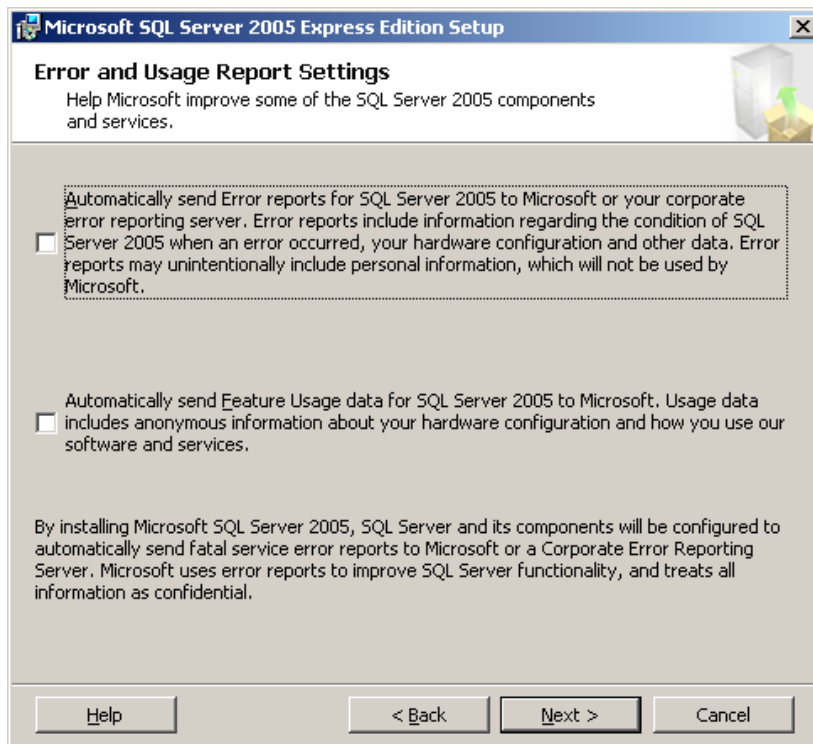 Microsoft SQL Server 2005 Express Edition Setup
Error and Usage Report Settings
Help Microsoft improve some of the SQL Server 2005 components
and services.
Automatically send Error reports for SQL Server 2005 to Microsoft or your corporate
error reporting server. Error reports include information regarding the condition of SQL
Server 2005 when an error occurred, your hardware configuration and other data. Error
reports may unintentionally include personal information, which will not be used by
Microsoft.
Automatically send Feature Usage data for SQL Server 2005 to Microsoft. Usage data
includes anonymous information about your hardware configuration and how you use our
software and services.
By installing Microsoft SQL Server 2005, SQL Server and its components will be configured to
automatically send fatal service error reports to Microsoft or a Corporate Error Reporting
Server. Microsoft uses error reports to improve SQL Server functionality, and treats all
information as confidential.
Help
< Back
Next >
Cancel